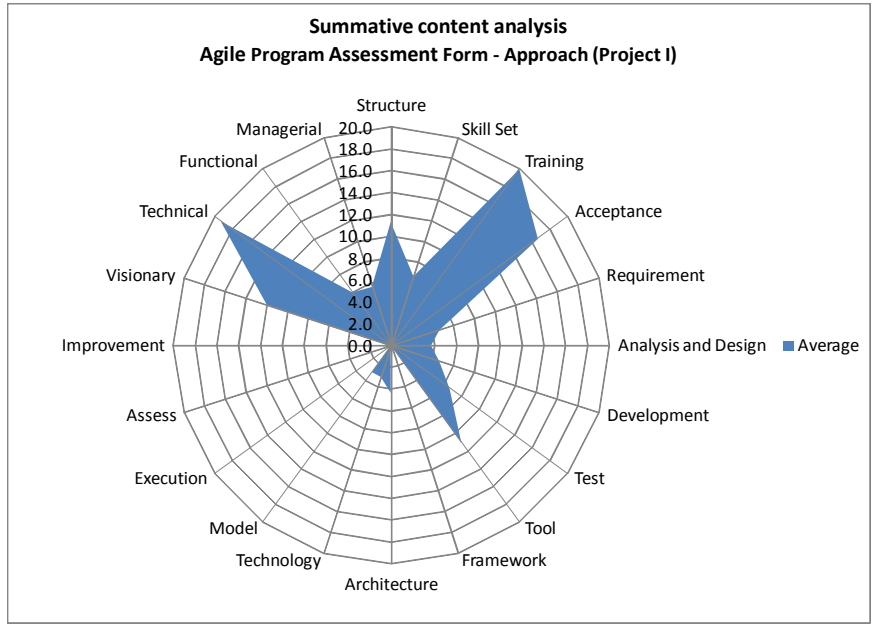 Summative content analysis
Agile Program Assessment Form - Approach (Project I)
Structure
Skill Set
Training
Acceptance
Requirement
Analysis and Design
Development
Test
Tool
Framework
Architecture
Technology
Model
Execution
Assess
Improvement
Visionary
Technical
Functional
Managerial
20.0
18.0
16.0
14.0
12.0
10.0
8.0
6.0
4.0
2.0
0.0
Average